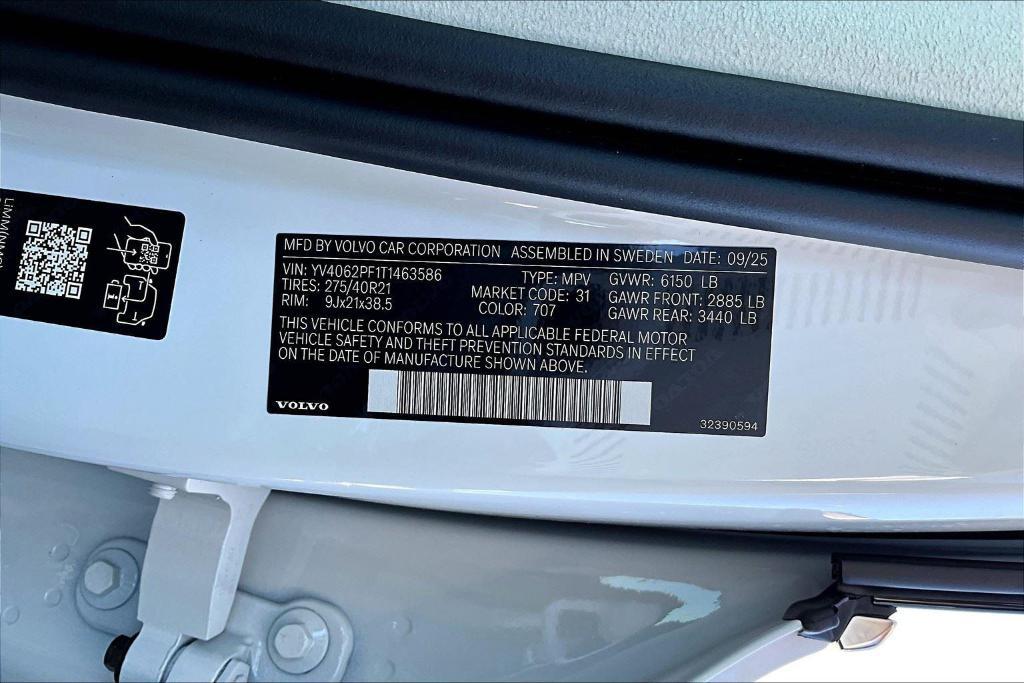 MFD BY VOLVO CAR CORPORATION ASSEMBLED IN SWEDEN DATE: 09/25
VIN: YV4062PF1T1463586 TYPE: MPV GVWR: 6150 LB
TIRES: 275/40R21 MARKET CODE: 31 GAWR FRONT: 2885 LB
RIM: 9Jx21x38.5 COLOR: 707 GAWR REAR: 3440 LB
THIS VEHICLE CONFORMS TO ALL APPLICABLE FEDERAL MOTOR
VEHICLE SAFETY AND THEFT PREVENTION STANDARDS IN EFFECT
ON THE DATE OF MANUFACTURE SHOWN ABOVE.
VOLVO
32390594